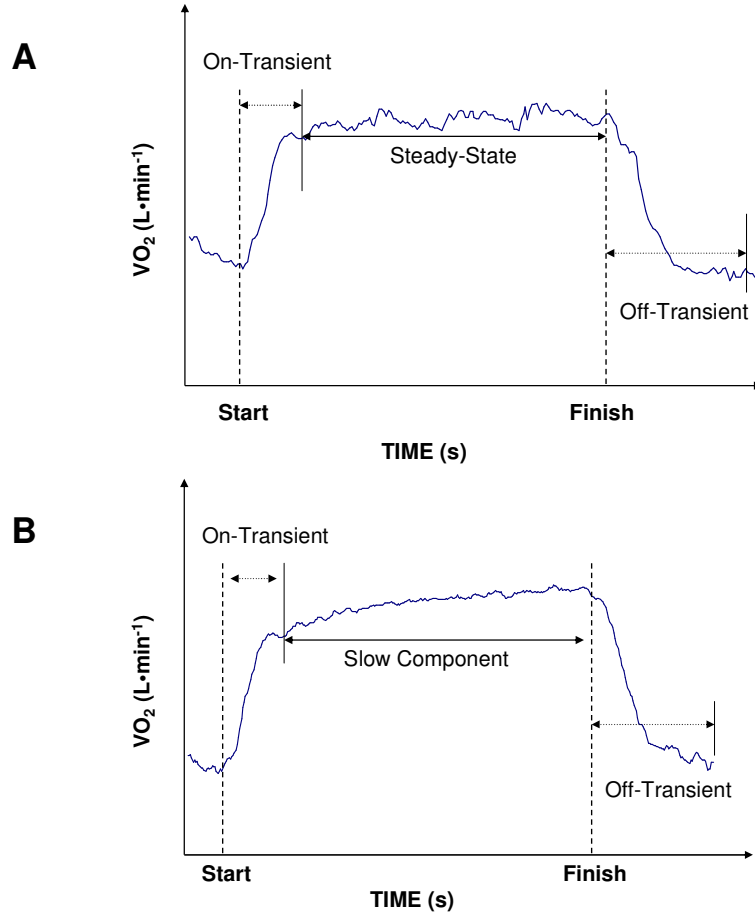 A
On-Transient
Steady-State
VO₂ (L•min⁻¹)
Off-Transient
Start
Finish
TIME (s)
B
On-Transient
Slow Component
VO₂ (L•min⁻¹)
Off-Transient
Start
Finish
TIME (s)